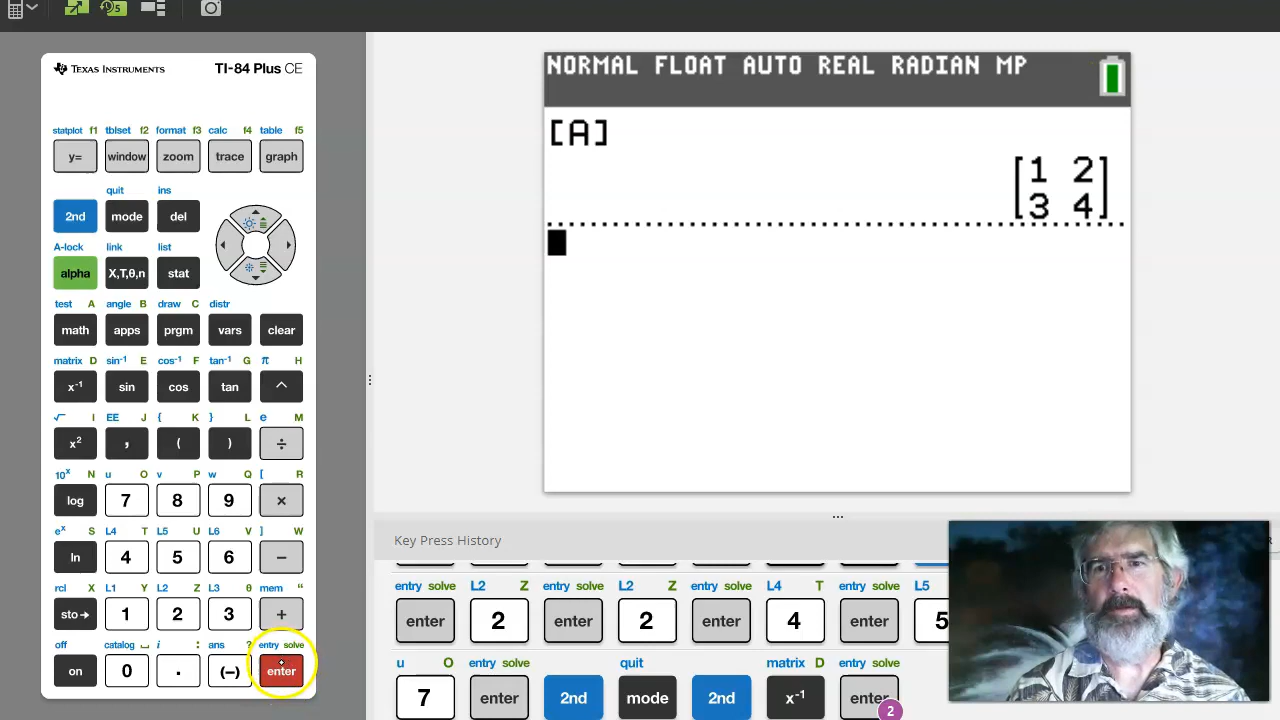 TEXAS INSTRUMENTS TI-84 Plus CE
NORMAL FLOAT AUTO REAL RADIAN MP
[A]
[1 2
3 4]
statplot f1 tblset f2 format f3 calc f4 table f5
y= window zoom trace graph
quit ins
2nd mode del
A-lock link list
alpha X,T,θ,n stat
test A angle B draw C distr
math apps prgm vars clear
matrix D sin⁻¹ E cos⁻¹ F tan⁻¹ G π H
x⁻¹ sin cos tan ^
√ I EE J { K } L e M
x² , ( ) ÷
10ˣ N u O v P w Q [ R
log 7 8 9 ×
eˣ S L4 T L5 U L6 V ] W
ln 4 5 6 −
rcl X L1 Y L2 Z L3 θ mem "
sto→ 1 2 3 +
off catalog ␣ i : ans ? entry solve
on 0 . (−) enter
Key Press History
entry solve L2 Z entry solve L2 Z entry solve L4 T entry solve L5
enter 2 enter 2 enter 4 enter 5
u O entry solve quit matrix D
7 enter 2nd mode 2nd x⁻¹ enter
2